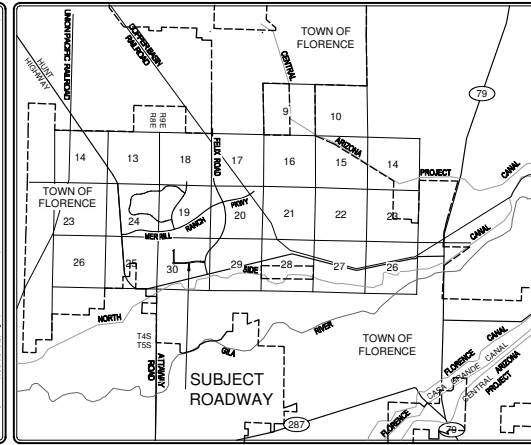 TOWN OF
FLORENCE
UNION PACIFIC RAILROAD
HUNT
HIGHWAY
COPPER BASIN
RAILROAD
CENTRAL
79
R8E
R9E
9
10
FELIX ROAD
ARIZONA
14
13
18
17
16
15
14
PROJECT
CANAL
TOWN OF
FLORENCE
23
24
19
20
21
22
23
MERRILL
RANCH
PKWY
CANAL
26
25
30
29
SIDE
28
27
26
NORTH
T4S
T5S
ATTAWAY
ROAD
GILA
RIVER
TOWN OF
FLORENCE
SUBJECT
ROADWAY
FLORENCE
CANAL
CASA GRANDE CANAL
CENTRAL ARIZONA
PROJECT
FLORENCE
287
79